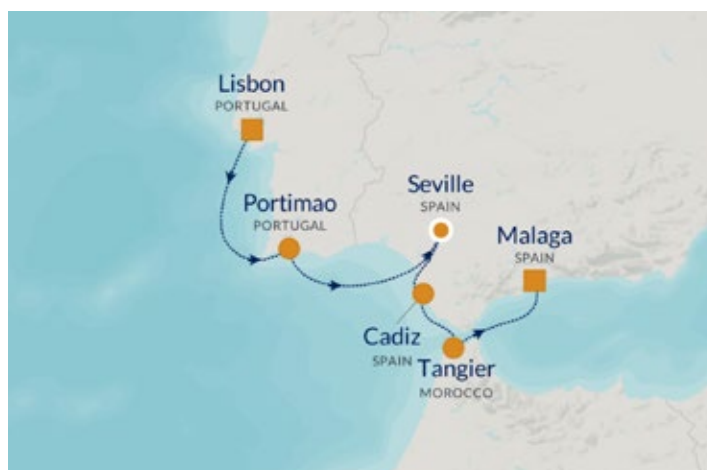 Lisbon
PORTUGAL
Portimao
PORTUGAL
Seville
SPAIN
Malaga
SPAIN
Cadiz
SPAIN
Tangier
MOROCCO